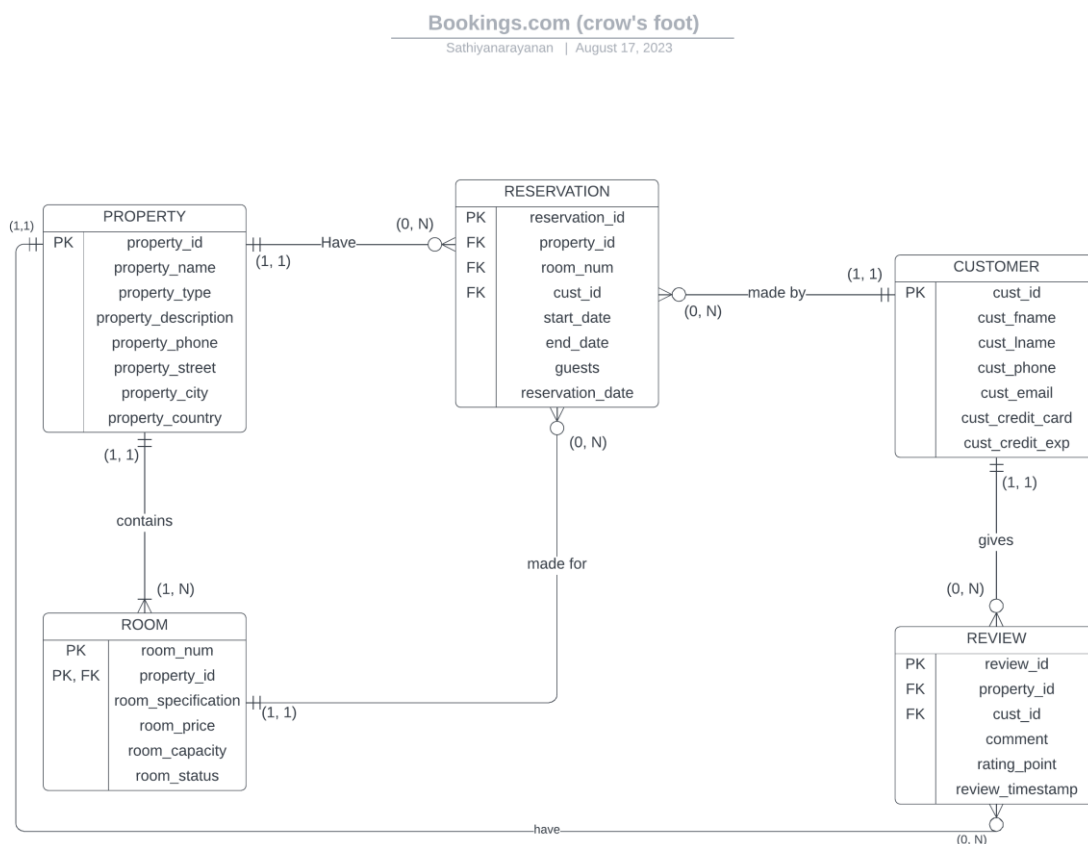 Bookings.com (crow's foot)
Sathiyanarayanan | August 17, 2023
PROPERTY
PK property_id
property_name
property_type
property_description
property_phone
property_street
property_city
property_country
(1,1)
(1, 1)
Have
(0, N)
RESERVATION
PK reservation_id
FK property_id
FK room_num
FK cust_id
start_date
end_date
guests
reservation_date
(0, N)
made by
(1, 1)
CUSTOMER
PK cust_id
cust_fname
cust_lname
cust_phone
cust_email
cust_credit_card
cust_credit_exp
(1, 1)
contains
(1, N)
(0, N)
made for
(1, 1)
(1, 1)
gives
(0, N)
ROOM
PK room_num
PK, FK property_id
room_specification
room_price
room_capacity
room_status
REVIEW
PK review_id
FK property_id
FK cust_id
comment
rating_point
review_timestamp
have
(0, N)